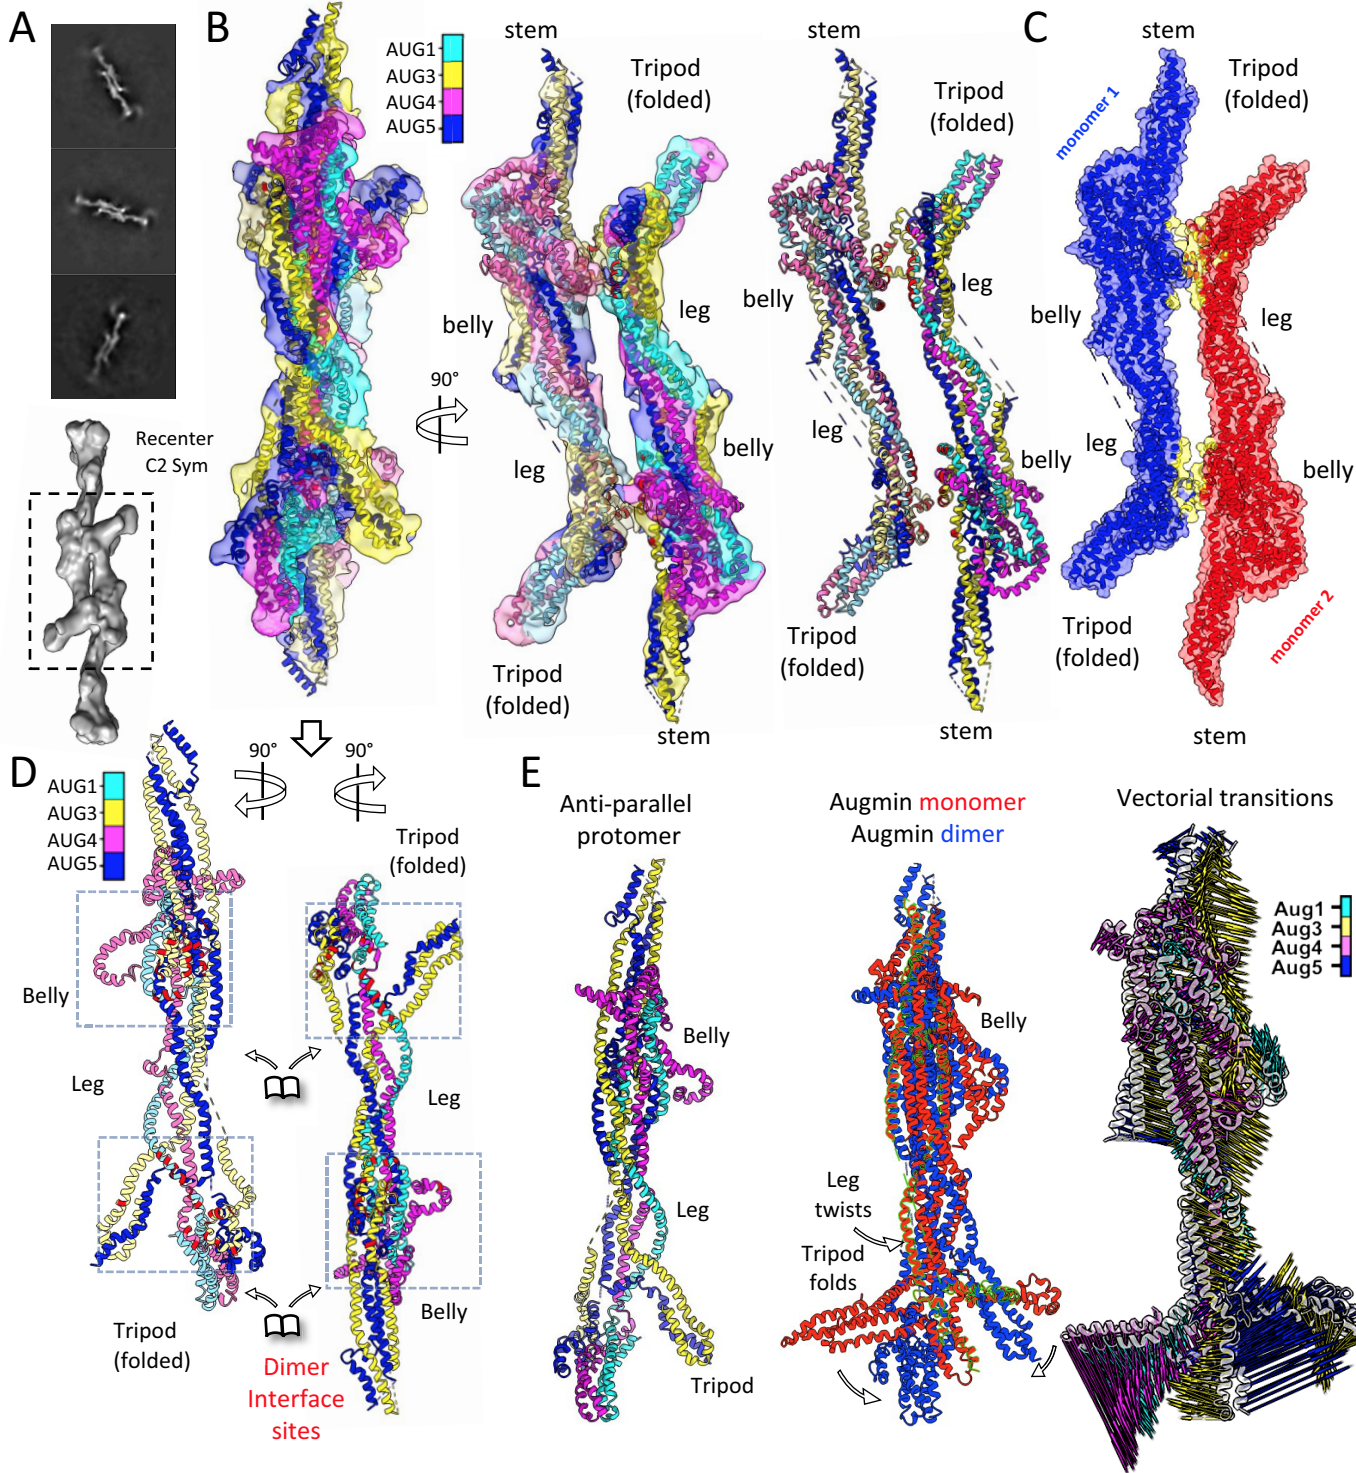 A
Recenter
C2 Sym
B
AUG1
AUG3
AUG4
AUG5
90°
stem
Tripod
(folded)
belly
leg
leg
belly
Tripod
(folded)
stem
stem
Tripod
(folded)
belly
leg
leg
belly
Tripod
(folded)
stem
C
stem
Tripod
(folded)
monomer 1
belly
leg
leg
belly
Tripod
(folded)
monomer 2
stem
D
AUG1
AUG3
AUG4
AUG5
90°
90°
Tripod
(folded)
Belly
Leg
Leg
Tripod
(folded)
Belly
Dimer
Interface
sites
E
Anti-parallel
protomer
Belly
Leg
Tripod
Augmin monomer
Augmin dimer
Belly
Leg
twists
Tripod
folds
Vectorial transitions
Aug1
Aug3
Aug4
Aug5